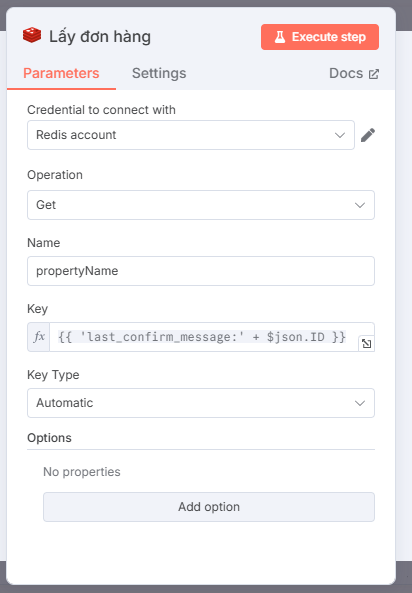 Lấy đơn hàng
Execute step
Parameters
Settings
Docs
Credential to connect with
Redis account
Operation
Get
Name
propertyName
Key
fx
{{ 'last_confirm_message:' + $json.ID }}
Key Type
Automatic
Options
No properties
Add option